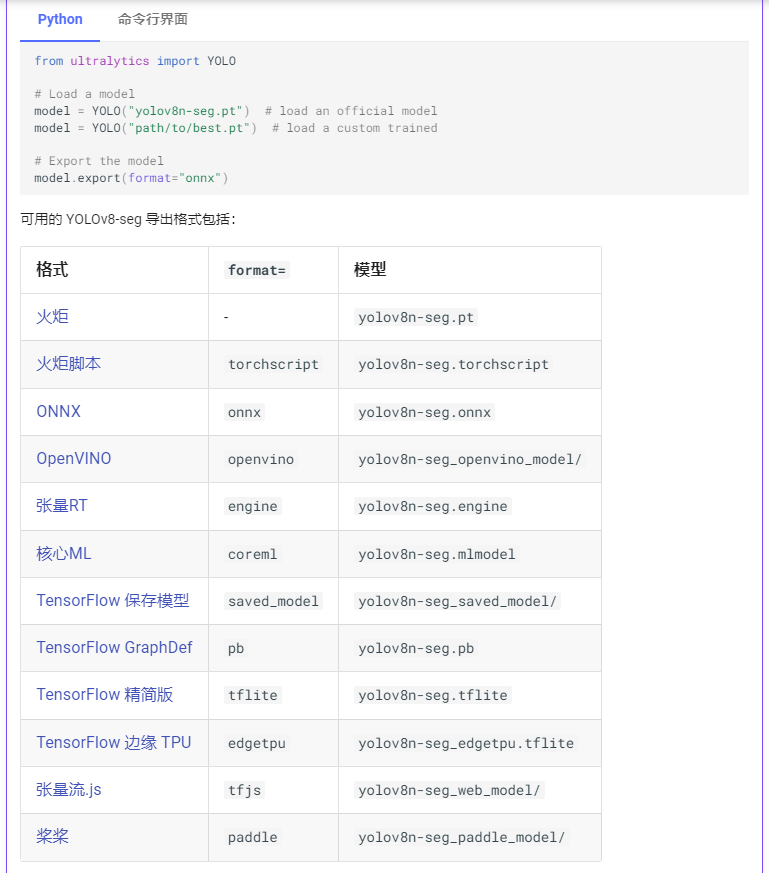 Python 命令行界面
from ultralytics import YOLO
# Load a model
model = YOLO("yolov8n-seg.pt")  # load an official model
model = YOLO("path/to/best.pt")  # load a custom trained
# Export the model
model.export(format="onnx")
可用的 YOLOv8-seg 导出格式包括：
格式 format= 模型
火炬 - yolov8n-seg.pt
火炬脚本 torchscript yolov8n-seg.torchscript
ONNX onnx yolov8n-seg.onnx
OpenVINO openvino yolov8n-seg_openvino_model/
张量RT engine yolov8n-seg.engine
核心ML coreml yolov8n-seg.mlmodel
TensorFlow 保存模型 saved_model yolov8n-seg_saved_model/
TensorFlow GraphDef pb yolov8n-seg.pb
TensorFlow 精简版 tflite yolov8n-seg.tflite
TensorFlow 边缘 TPU edgetpu yolov8n-seg_edgetpu.tflite
张量流.js tfjs yolov8n-seg_web_model/
桨桨 paddle yolov8n-seg_paddle_model/